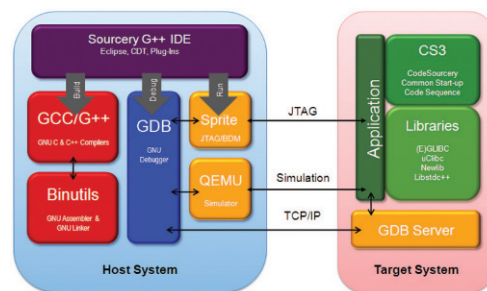 Sourcery G++ IDE
Eclipse, CDT, Plug-Ins
Build
Debug
Run
GCC/G++
GNU C & C++ Compilers
Binutils
GNU Assembler &
GNU Linker
GDB
GNU
Debugger
Sprite
JTAG/BDM
QEMU
Simulator
Host System
JTAG
Simulation
TCP/IP
Application
CS3
CodeSourcery
Common Start-up
Code Sequence
Libraries
(E)GLIBC
uClibc
Newlib
Libstdc++
GDB Server
Target System